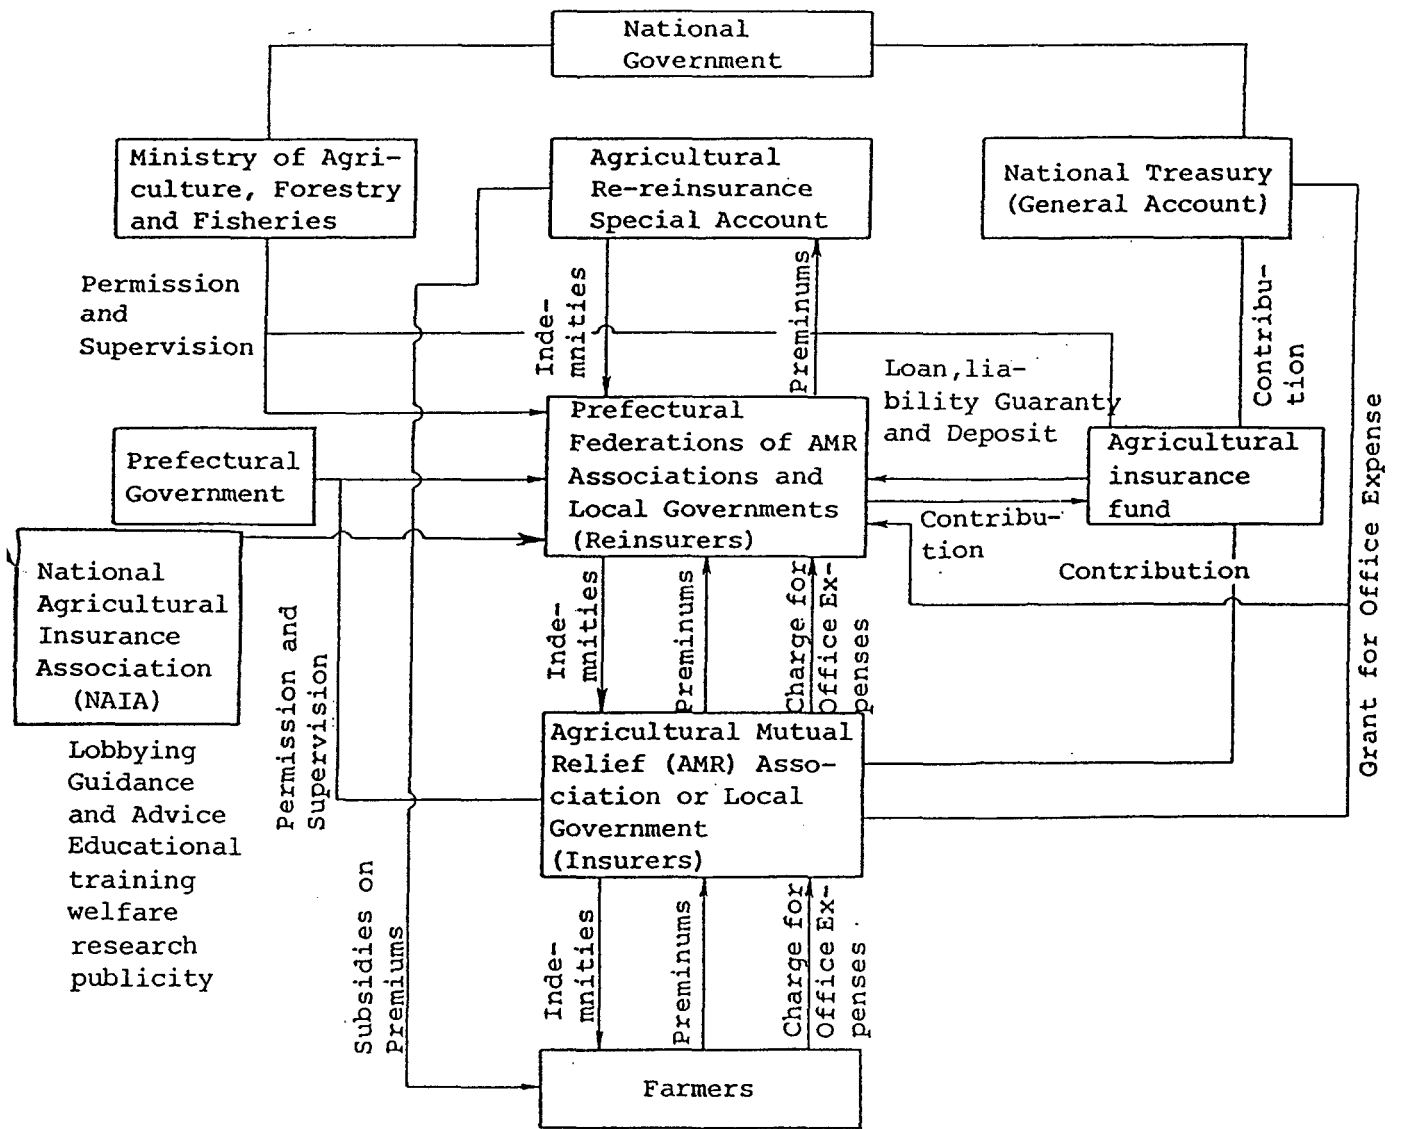 National
Government
Ministry of Agri-
culture, Forestry
and Fisheries
Agricultural
Re-reinsurance
Special Account
National Treasury
(General Account)
Permission
and
Supervision
Inde-
mnities
Preminums
Contribu-
tion
Loan,lia-
bility Guaranty
and Deposit
Grant for Office Expense
Prefectural
Government
Prefectural
Federations of AMR
Associations and
Local Governments
(Reinsurers)
Agricultural
insurance
fund
Contribu-
tion
Contribution
National
Agricultural
Insurance
Association
(NAIA)
Lobbying
Guidance
and Advice
Educational
training
welfare
research
publicity
Permission and
Supervision
Inde-
mnities
Preminums
Charge for
Office Ex-
penses
Agricultural Mutual
Relief (AMR) Asso-
ciation or Local
Government
(Insurers)
Subsidies on
Premiums
Inde-
mnities
Preminums
Charge for
Office Ex-
penses
Farmers